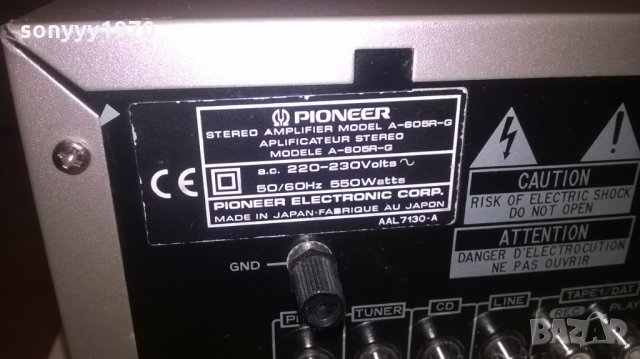 sonyyy1970
PIONEER
STEREO AMPLIFIER MODEL A-605R-G
APLIFICATEUR STEREO
MODELE A-605R-G
a.c. 220-230Volts ~
50/60Hz 550Watts
PIONEER ELECTRONIC CORP.
MADE IN JAPAN·FABRIQUE AU JAPON
AAL7130-A
CE
CAUTION
RISK OF ELECTRIC SHOCK
DO NOT OPEN
ATTENTION
DANGER D'ELECTROCUTION
NE PAS OUVRIR
GND
TUNER
CD
LINE
TAPE1/DAT
REC
PLAY
bazar